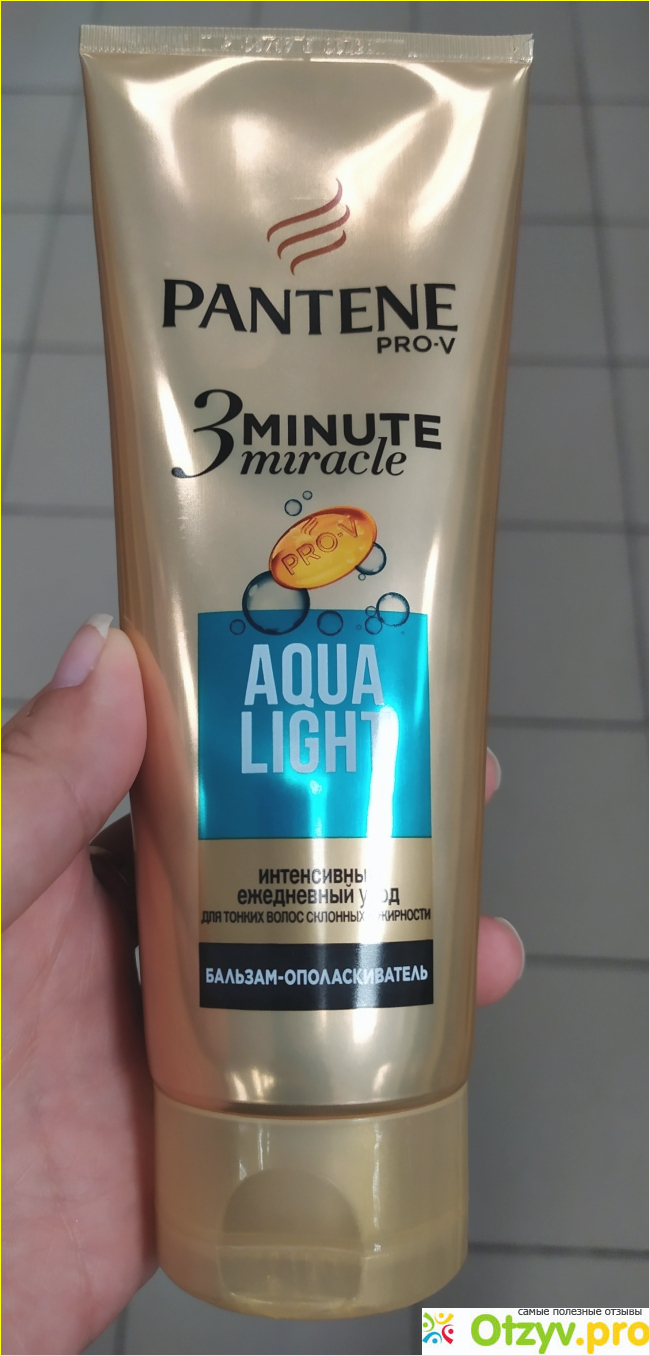 PANTENE
PRO-V
3 MINUTE
miracle
PRO-V
AQUA
LIGHT
ежедневный
ДЛЯ ТОНКИХ ВОЛОС СКЛОННЫХ
БАЛЬЗАМ-ОПОЛАСКИВАТЕЛЬ
самые полезные отзывы
Otzyv.pro